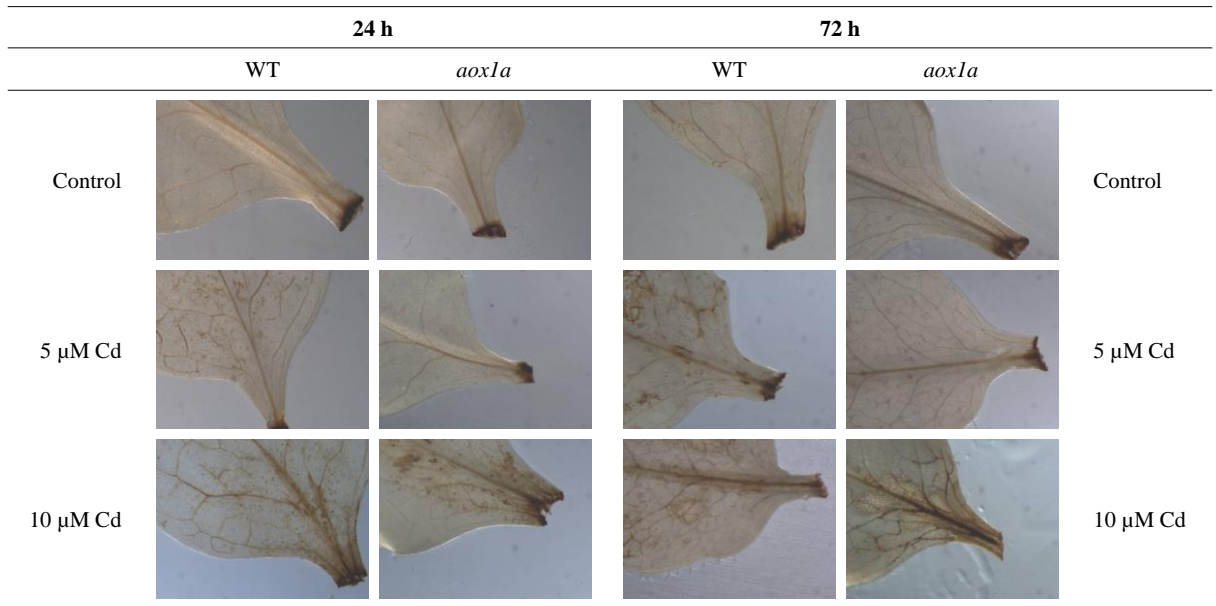 24 h 72 h
WT aox1a WT aox1a
Control Control
5 µM Cd 5 µM Cd
10 µM Cd 10 µM Cd